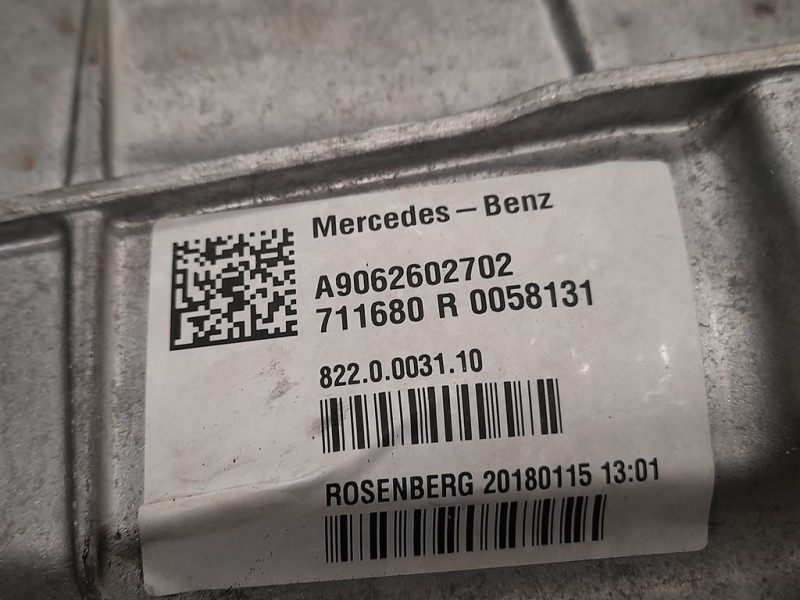 Mercedes – Benz
A9062602702
711680 R 0058131
822.0.0031.10
ROSENBERG 20180115 13:01